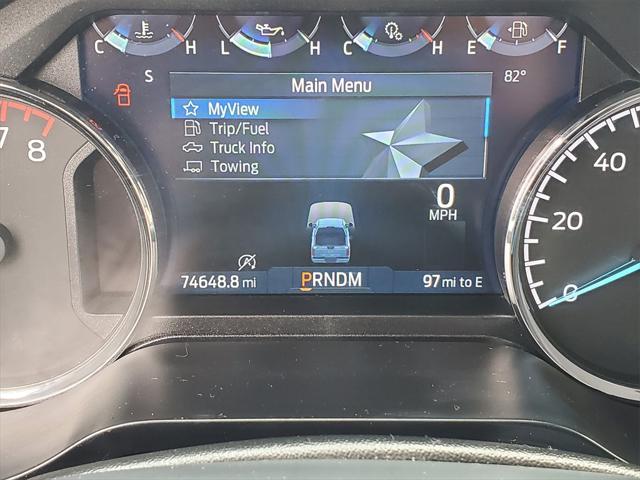 C H L H C H E F
S 82°
Main Menu
MyView
Trip/Fuel
Truck Info
Towing
7 8
40
20
0
0
MPH
74648.8 mi PRNDM 97 mi to E